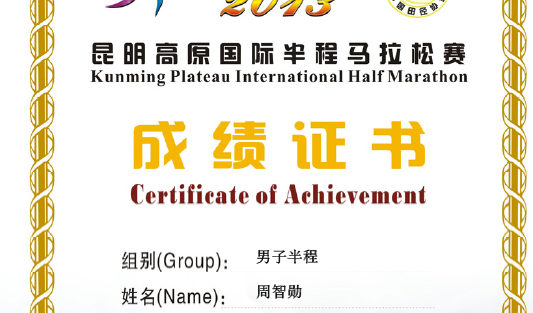 2013
昆明高原国际半程马拉松赛
Kunming Plateau International Half Marathon
成绩证书
Certificate of Achievement
组别(Group): 男子半程
姓名(Name): 周智勋